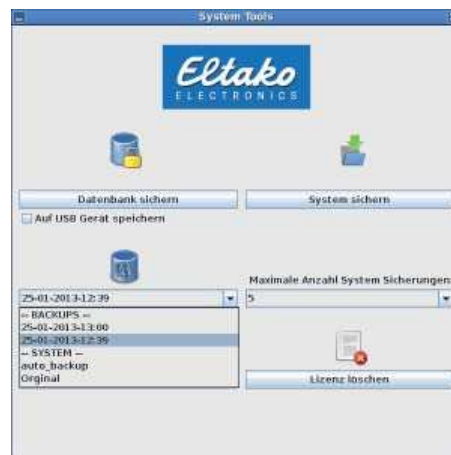 System Tools
Eltako
ELECTRONICS
Datenbank sichern
System sichern
Auf USB Gerät speichern
Maximale Anzahl System Sicherungen:
25-01-2013-12:39
5
-- BACKUPS --
25-01-2013-13:00
25-01-2013-12:39
-- SYSTEM --
auto_backup
Orginal
Lizenz löschen